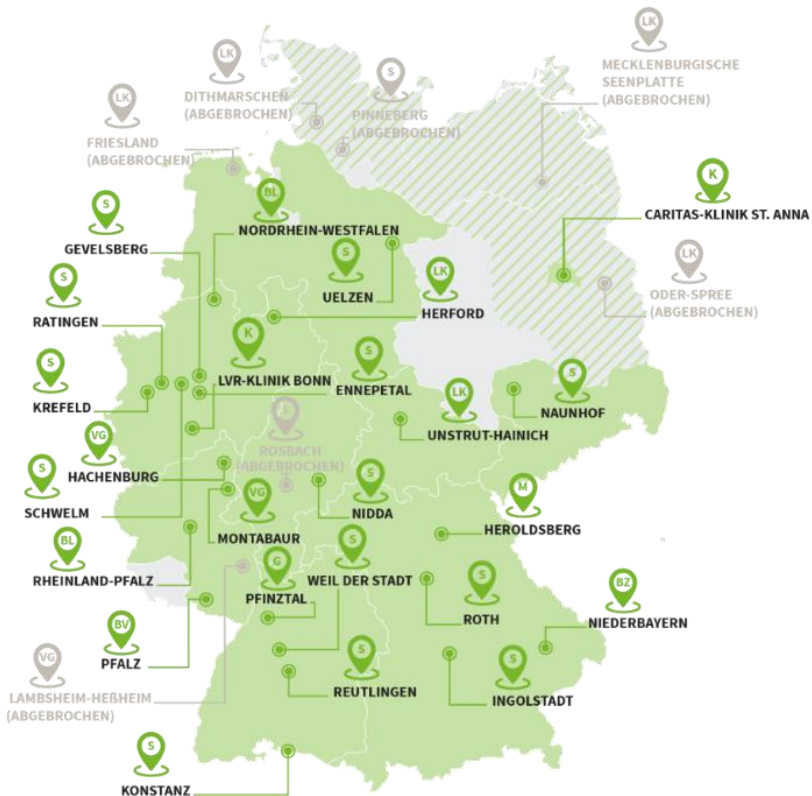 LK
MECKLENBURGISCHE
SEENPLATTE
(ABGEBROCHEN)
LK
DITHMARSCHEN
(ABGEBROCHEN)
S
PINNEBERG
(ABGEBROCHEN)
LK
FRIESLAND
(ABGEBROCHEN)
K
CARITAS-KLINIK ST. ANNA
BL
NORDRHEIN-WESTFALEN
S
GEVELSBERG
S
UELZEN
LK
HERFORD
LK
ODER-SPREE
(ABGEBROCHEN)
S
RATINGEN
K
LVR-KLINIK BONN
S
ENNEPETAL
S
KREFELD
S
NAUNHOF
LK
UNSTRUT-HAINICH
VG
HACHENBURG
ROSBACH
(ABGEBROCHEN)
S
SCHWELM
VG
MONTABAUR
S
NIDDA
M
HEROLDSBERG
BL
RHEINLAND-PFALZ
G
PFINZTAL
S
WEIL DER STADT
S
ROTH
BZ
NIEDERBAYERN
BV
PFALZ
VG
LAMBSHEIM-HEßHEIM
(ABGEBROCHEN)
S
REUTLINGEN
S
INGOLSTADT
S
KONSTANZ